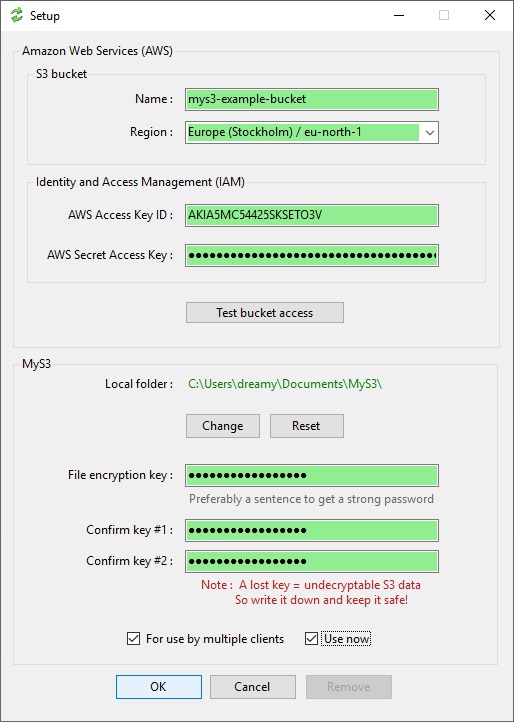 Setup
Amazon Web Services (AWS)
S3 bucket
Name :
mys3-example-bucket
Region :
Europe (Stockholm) / eu-north-1
Identity and Access Management (IAM)
AWS Access Key ID :
AKIA5MC54425SKSETO3V
AWS Secret Access Key :
Test bucket access
MyS3
Local folder :
C:\Users\dreamy\Documents\MyS3\
Change
Reset
File encryption key :
Preferably a sentence to get a strong password
Confirm key #1 :
Confirm key #2 :
Note : A lost key = undecryptable S3 data
So write it down and keep it safe!
For use by multiple clients
Use now
OK
Cancel
Remove